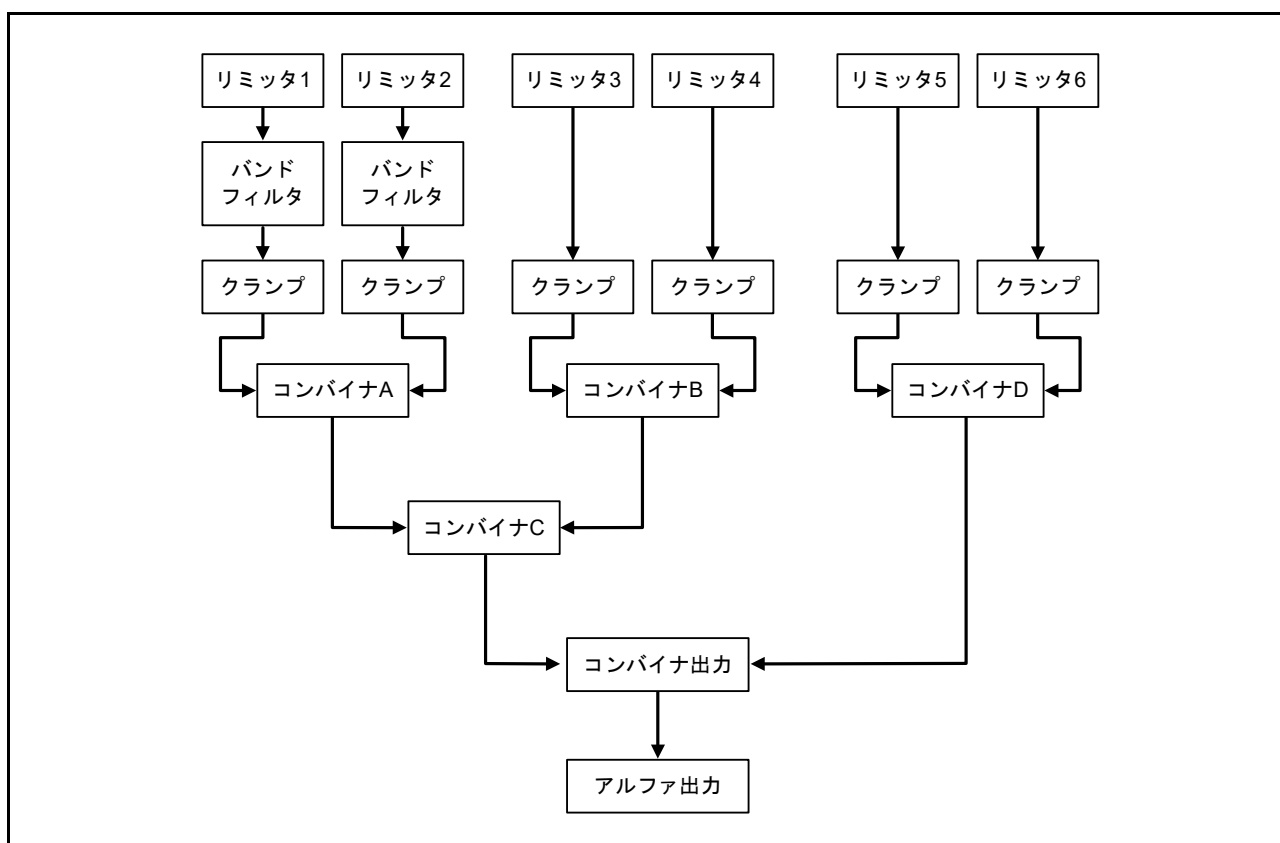 リミッタ1
リミッタ2
リミッタ3
リミッタ4
リミッタ5
リミッタ6
バンド
フィルタ
バンド
フィルタ
クランプ
クランプ
クランプ
クランプ
クランプ
クランプ
コンバイナA
コンバイナB
コンバイナD
コンバイナC
コンバイナ出力
アルファ出力